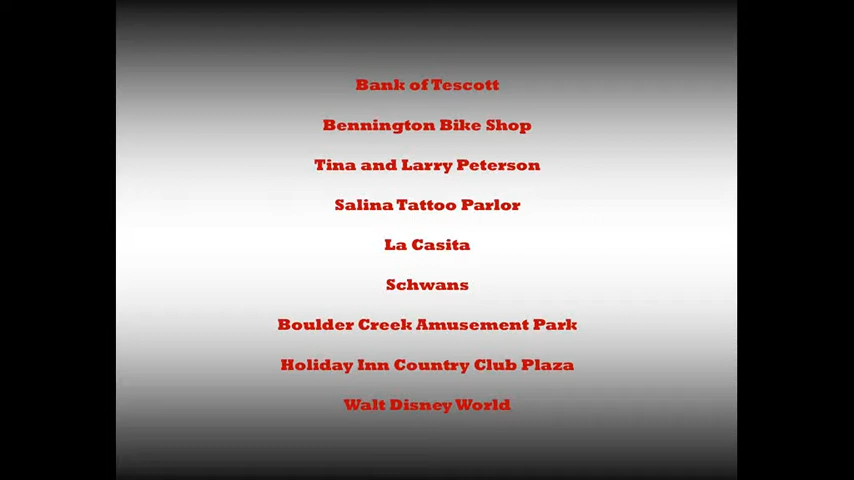 Bank of Tescott
Bennington Bike Shop
Tina and Larry Peterson
Salina Tattoo Parlor
La Casita
Schwans
Boulder Creek Amusement Park
Holiday Inn Country Club Plaza
Walt Disney World